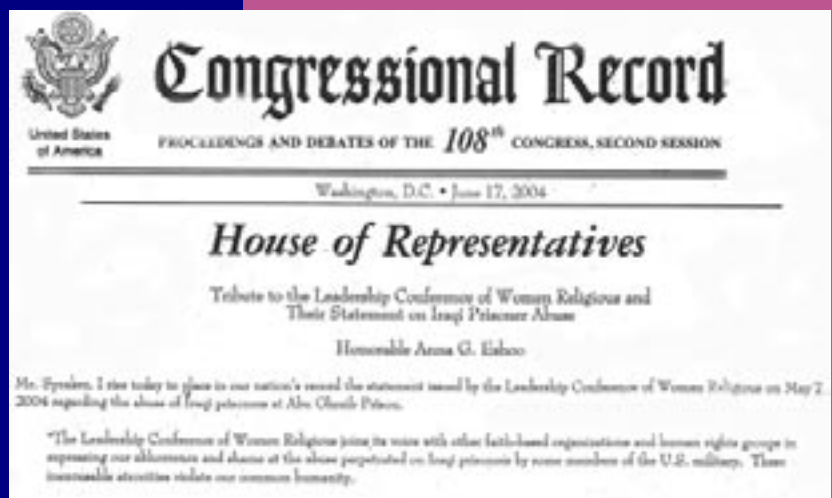 United States
of America
Congressional Record
PROCEEDINGS AND DEBATES OF THE 108th CONGRESS, SECOND SESSION
Washington, D.C. • June 17, 2004
House of Representatives
Tribute to the Leadership Conference of Women Religious and
Their Statement on Iraqi Prisoner Abuse
Honorable Anna G. Eshoo
Mr. Speaker, I rise today to place in our nation's record the statement issued by the Leadership Conference of Women Religious on May 7,
2004 regarding the abuse of Iraqi prisoners at Abu Ghraib Prison.
"The Leadership Conference of Women Religious joins its voice with other faith-based organizations and human rights groups in
expressing our abhorrence and shame at the abuse perpetrated on Iraqi prisoners by some members of the U.S. military. These
inexcusable atrocities violate our common humanity.